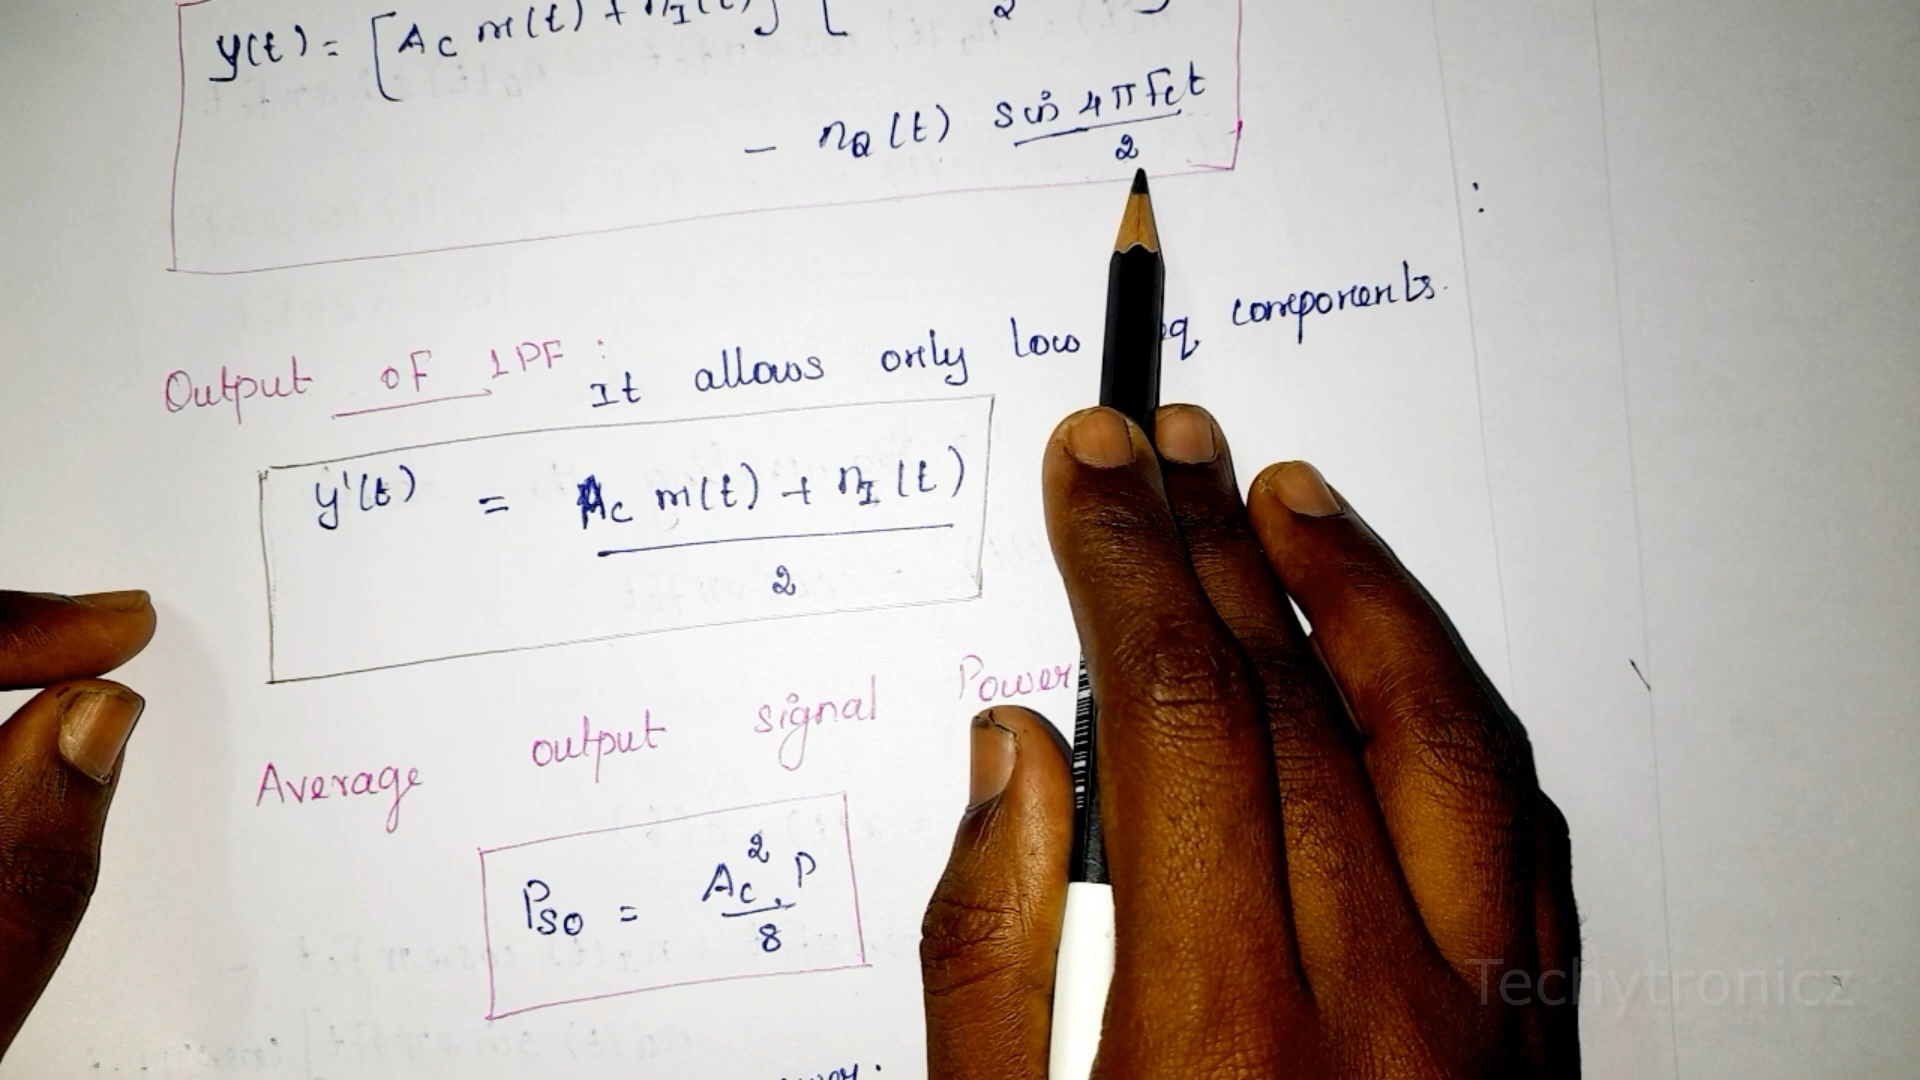 y(t) = [Ac m(t) + nI(t)] [ 2
- nQ(t) sin 4πFct / 2
Output of LPF :
It allows only low components.
y'(t) = Ac m(t) + nI(t) / 2
Average output signal Power
PSO = Ac² P / 8
Techytronicz